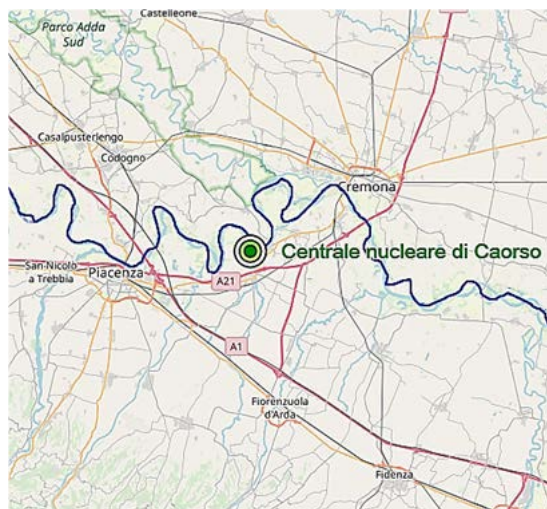 Castelleone
Parco Adda
Sud
Casalpusterlengo
Codogno
Cremona
Centrale nucleare di Caorso
San Nicolò
a Trebbia
Piacenza
A21
A1
Fiorenzuola
d'Arda
Fidenza